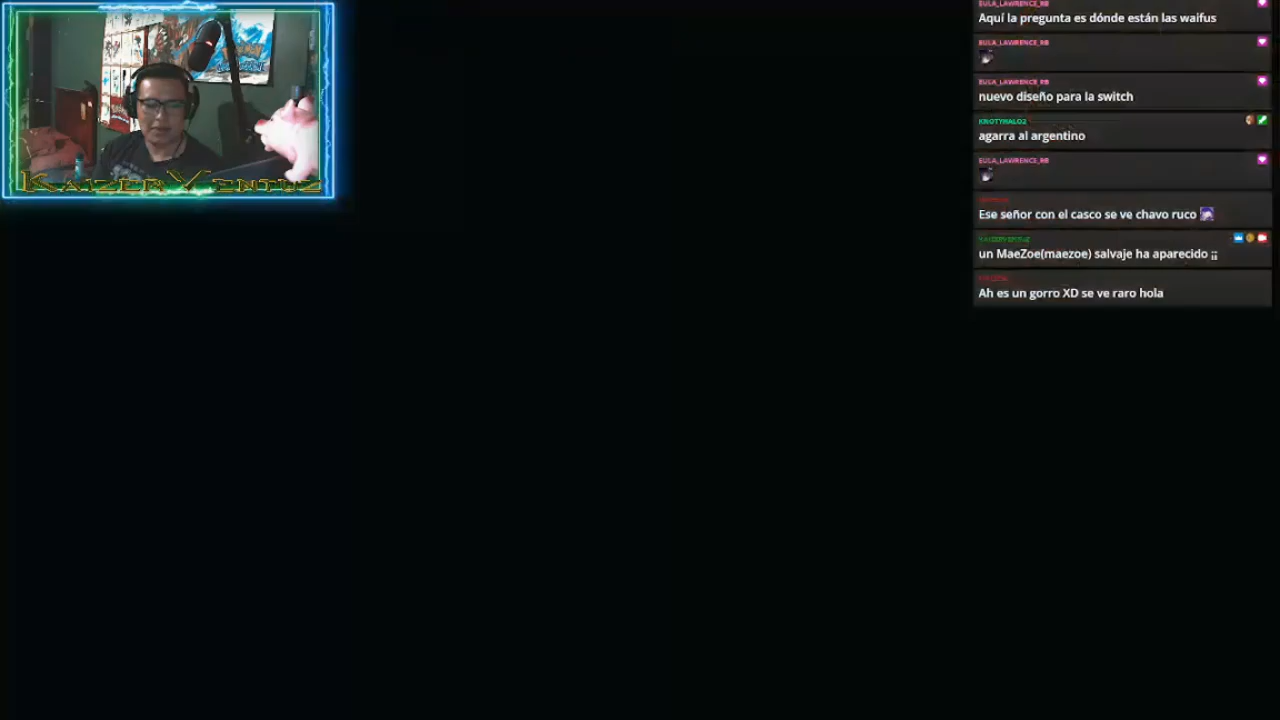 KaizerVentuz
EULA_LAWRENCE_RB
Aquí la pregunta es dónde están las waifus
EULA_LAWRENCE_RB
EULA_LAWRENCE_RB
nuevo diseño para la switch
KNOTYHALO2
agarra al argentino
EULA_LAWRENCE_RB
Ese señor con el casco se ve chavo ruco
KAIZERVENTUZ
un MaeZoe(maezoe) salvaje ha aparecido ¡¡
Ah es un gorro XD se ve raro hola